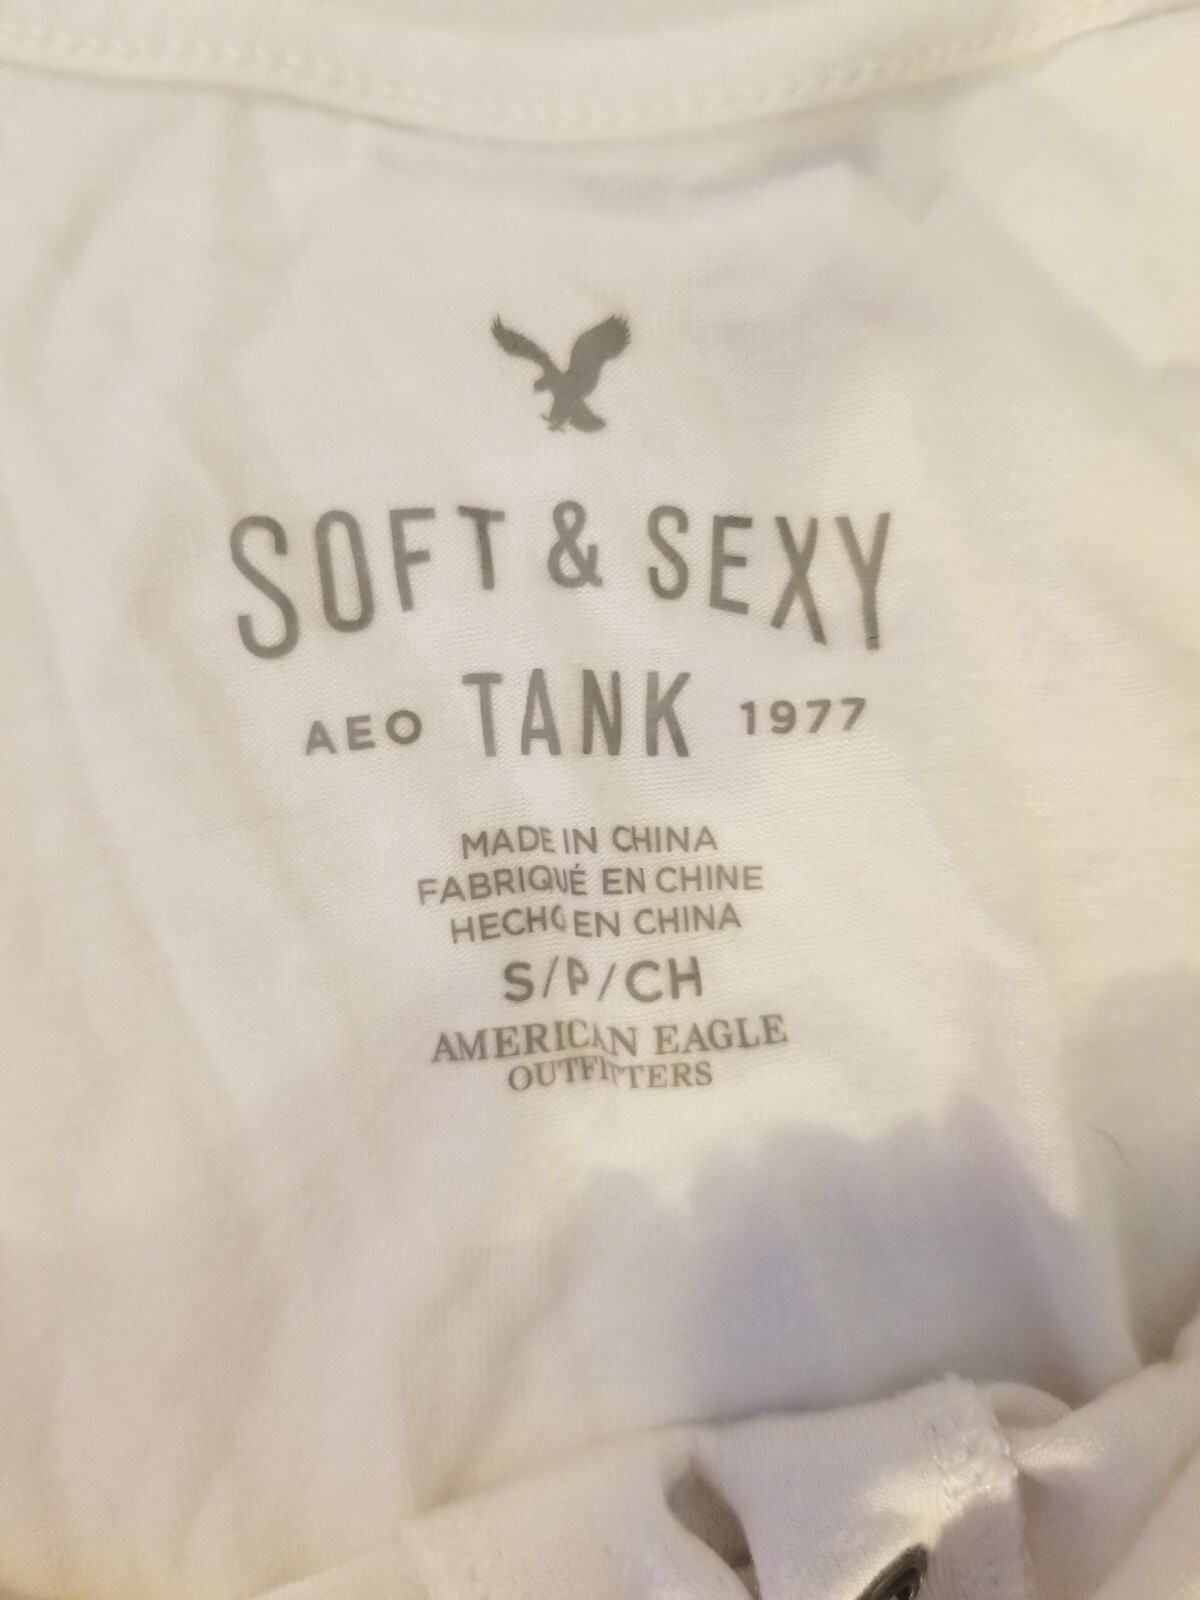 SOFT & SEXY
AEO TANK 1977
MADE IN CHINA
FABRIQUÉ EN CHINE
HECHO EN CHINA
S/P/CH
AMERICAN EAGLE
OUTFITTERS